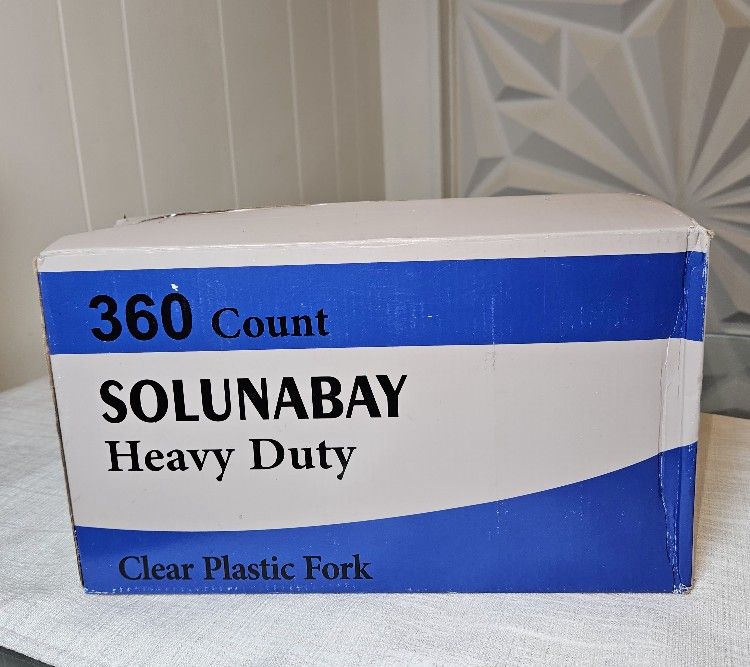 360 Count
SOLUNABAY
Heavy Duty
Clear Plastic Fork